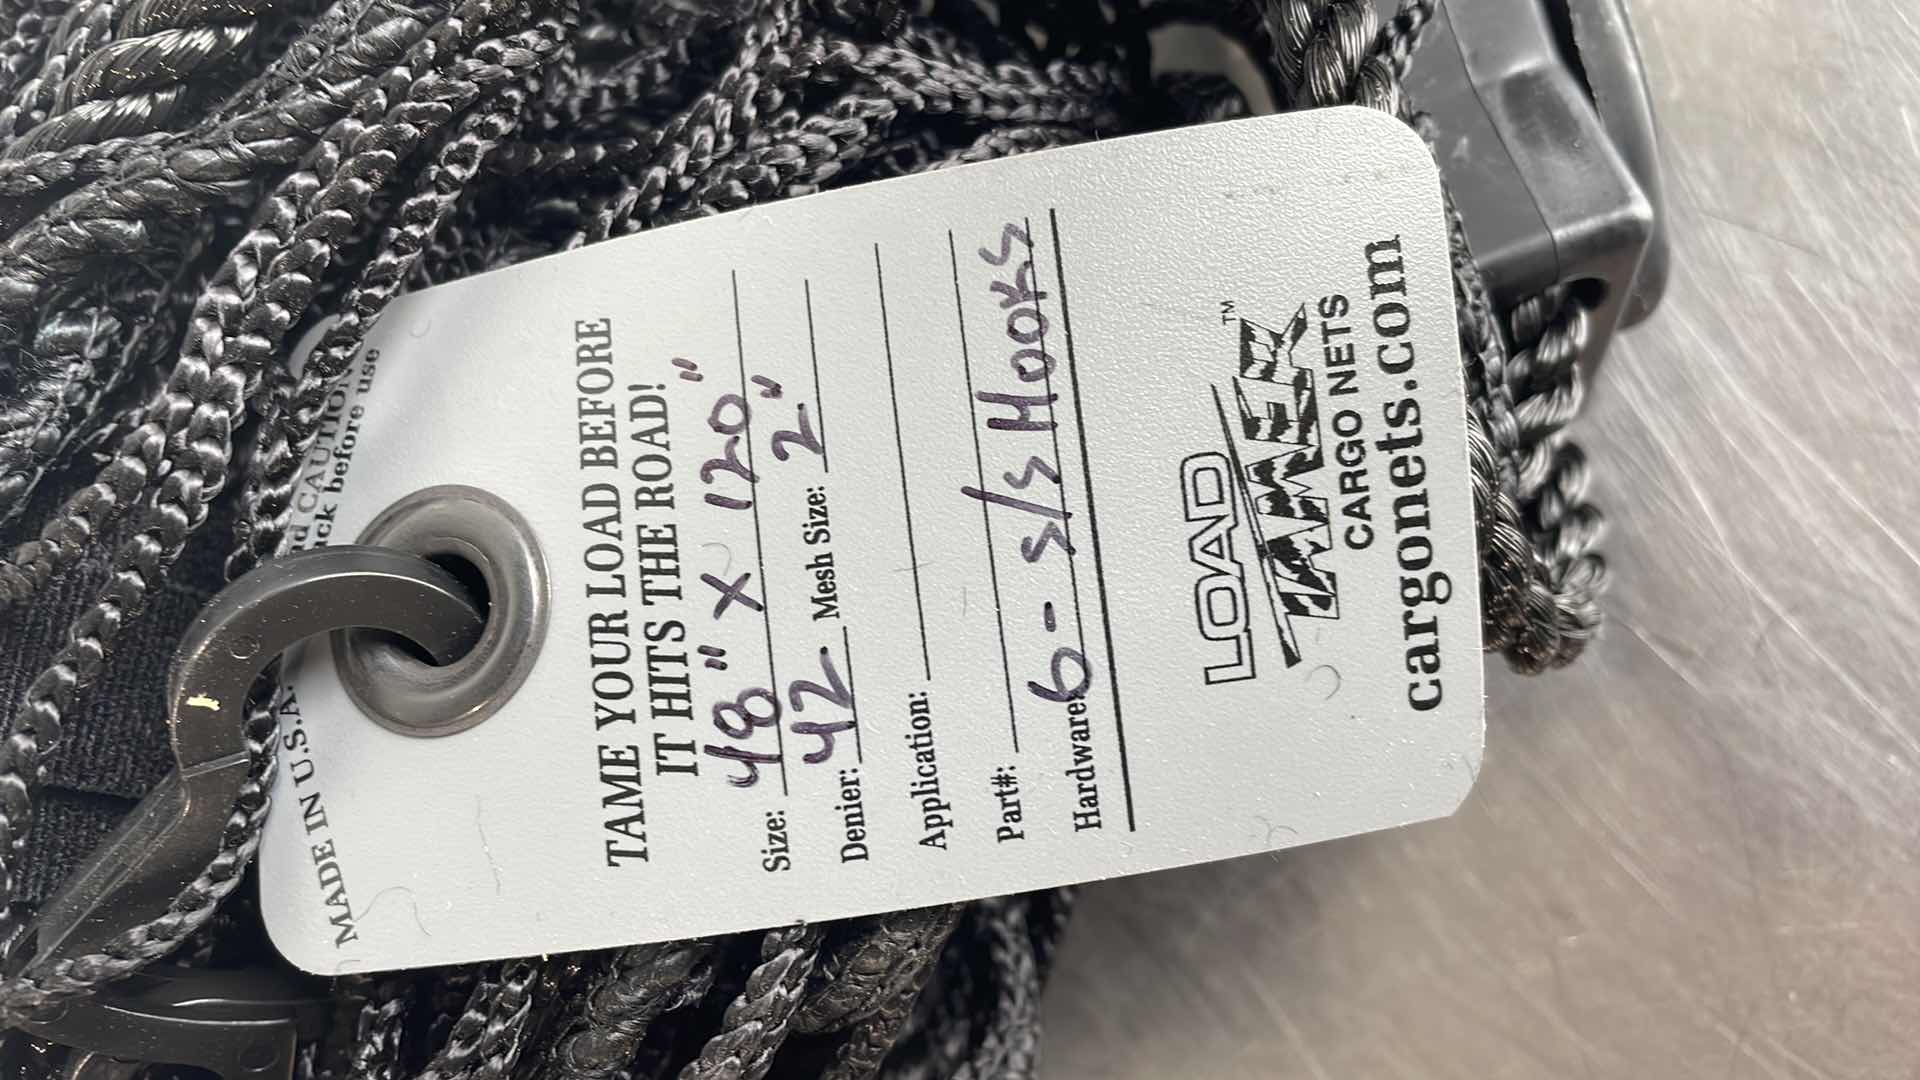 MADE IN U.S.A. CAUTION
before use
TAME YOUR LOAD BEFORE
IT HITS THE ROAD!
Size: 48" X 120"
Denier: 42 Mesh Size: 2"
Application:
Part#:
Hardware: 6- S/S HOOKS
LOAD
TAMER™
CARGO NETS
cargonets.com